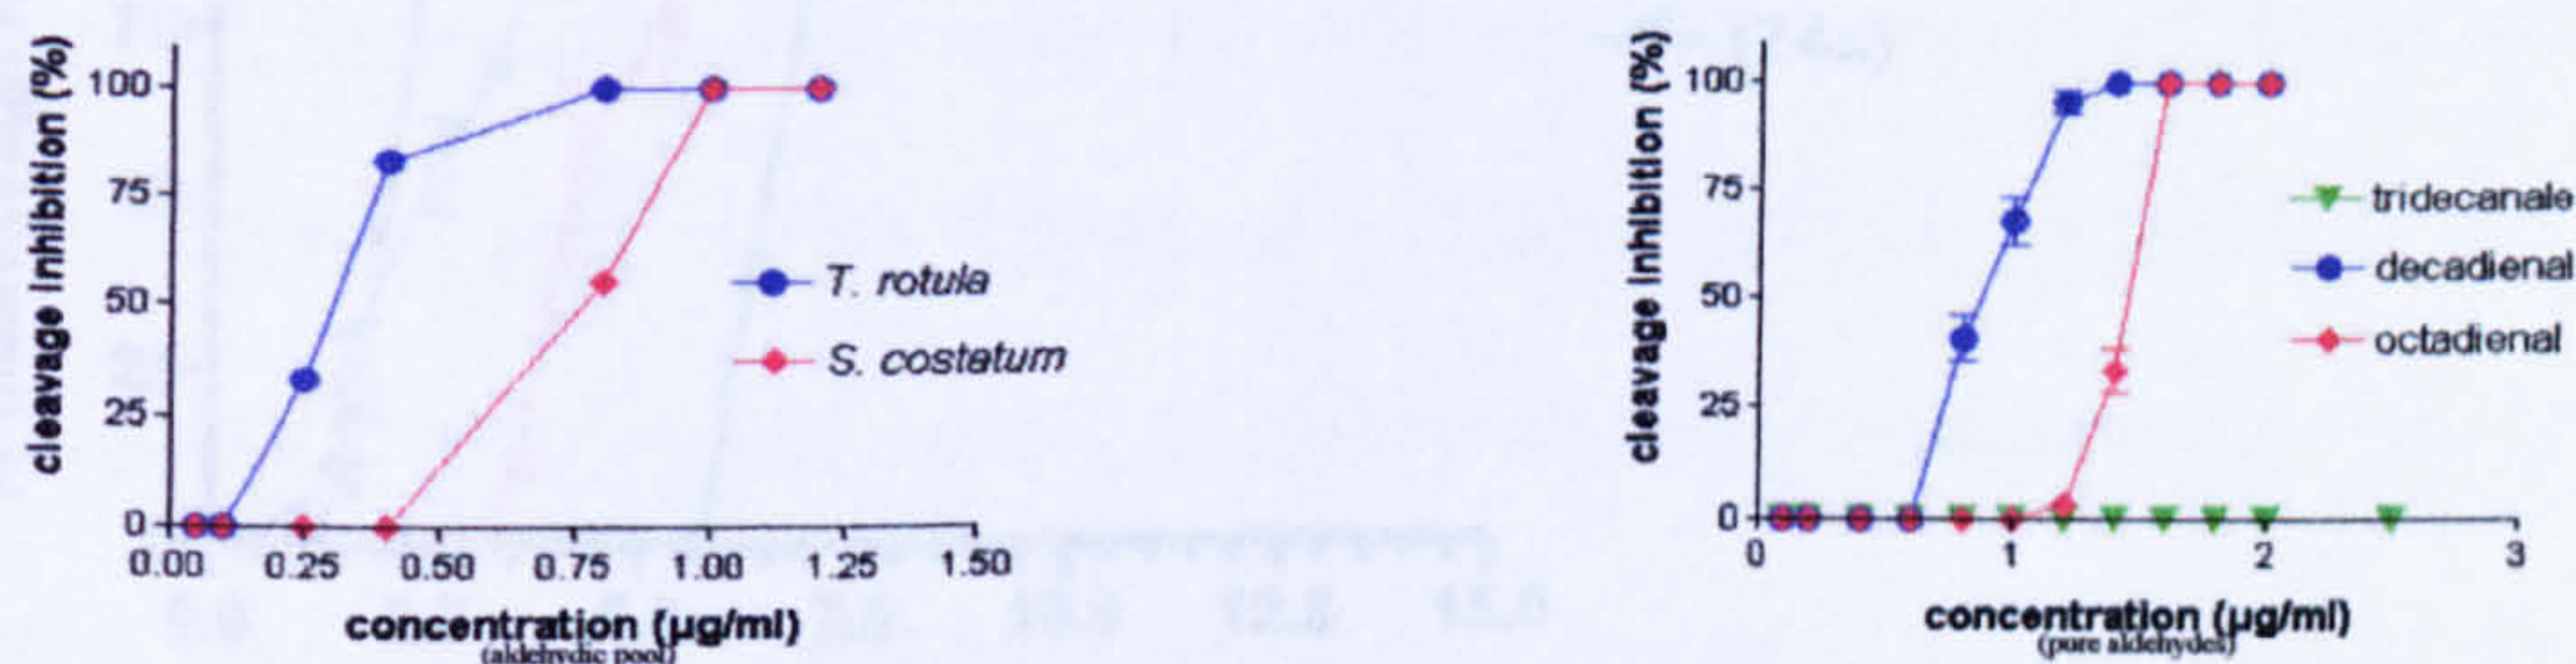 cleavage inhibition (%)
100
75
50
25
0
0.00 0.25 0.50 0.75 1.00 1.25 1.50
concentration (µg/ml)
(aldehydic pool)
T. rotula
S. costatum
cleavage inhibition (%)
100
75
50
25
0
0 1 2 3
concentration (µg/ml)
(pure aldehydes)
tridecanale
decadienal
octadienal